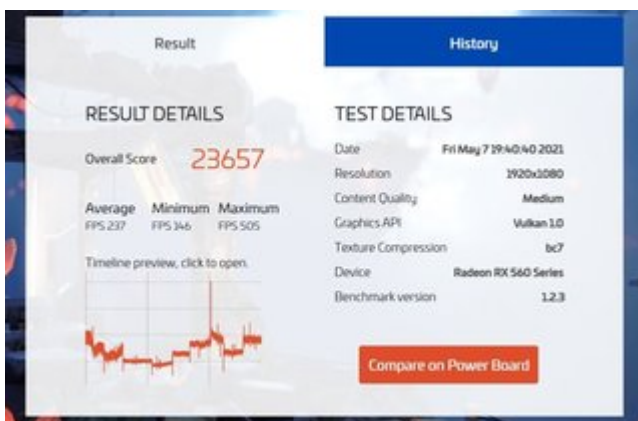 Result
History
RESULT DETAILS
Overall Score 23657
Average Minimum Maximum
FPS 237 FPS 146 FPS 505
Timeline preview, click to open.
TEST DETAILS
Date Fri May 7 19:40:40 2021
Resolution 1920x1080
Content Quality Medium
Graphics API Vulkan 1.0
Texture Compression bc7
Device Radeon RX 560 Series
Benchmark version 1.2.3
Compare on Power Board